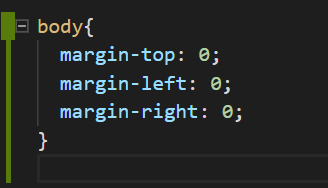 body{
margin-top: 0;
margin-left: 0;
margin-right: 0;
}